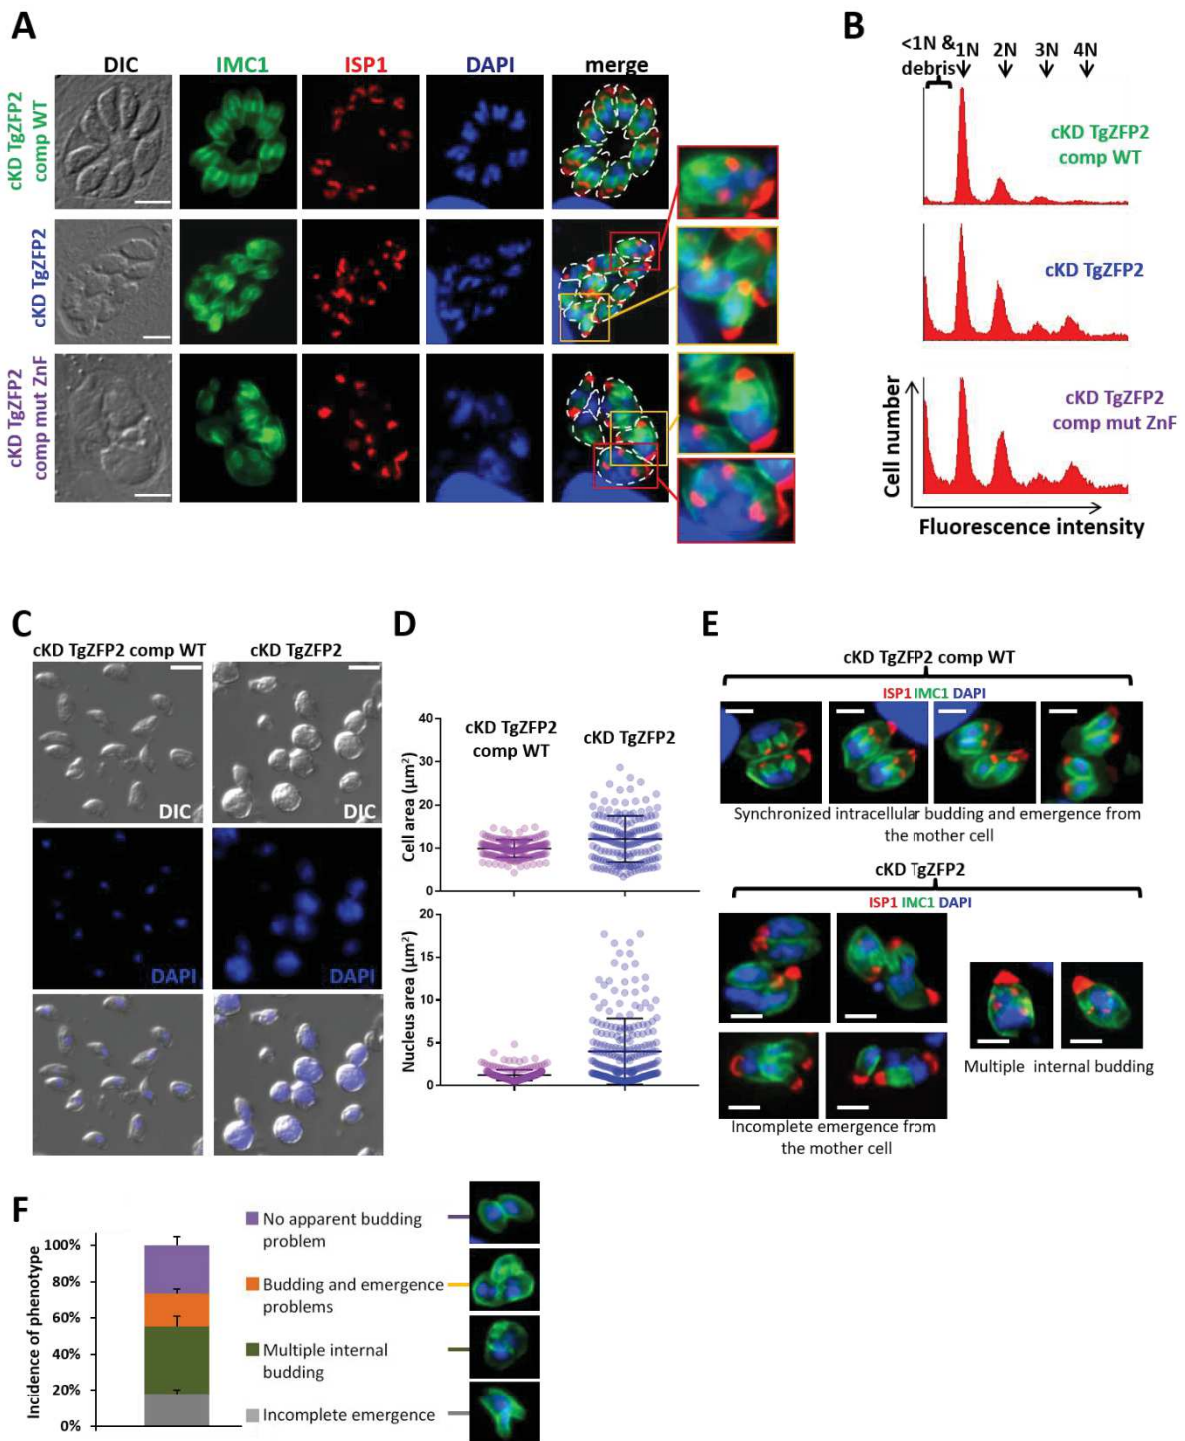 A
DIC
IMC1
ISP1
DAPI
merge
cKD TgZFP2
comp WT
cKD TgZFP2
cKD TgZFP2
comp mut ZnF
B
<1N &
debris
1N
2N
3N
4N
cKD TgZFP2
comp WT
cKD TgZFP2
cKD TgZFP2
comp mut ZnF
Cell number
Fluorescence intensity
C
cKD TgZFP2 comp WT
cKD TgZFP2
DIC
DIC
DAPI
DAPI
D
cKD TgZFP2
comp WT
cKD TgZFP2
Cell area (µm²)
40
30
20
10
0
Nucleus area (µm²)
20
15
10
5
0
E
cKD TgZFP2 comp WT
ISP1 IMC1 DAPI
Synchronized intracellular budding and emergence from
the mother cell
cKD TgZFP2
ISP1 IMC1 DAPI
Multiple internal budding
Incomplete emergence from
the mother cell
F
Incidence of phenotype
100%
80%
60%
40%
20%
0%
No apparent budding
problem
Budding and emergence
problems
Multiple internal
budding
Incomplete emergence